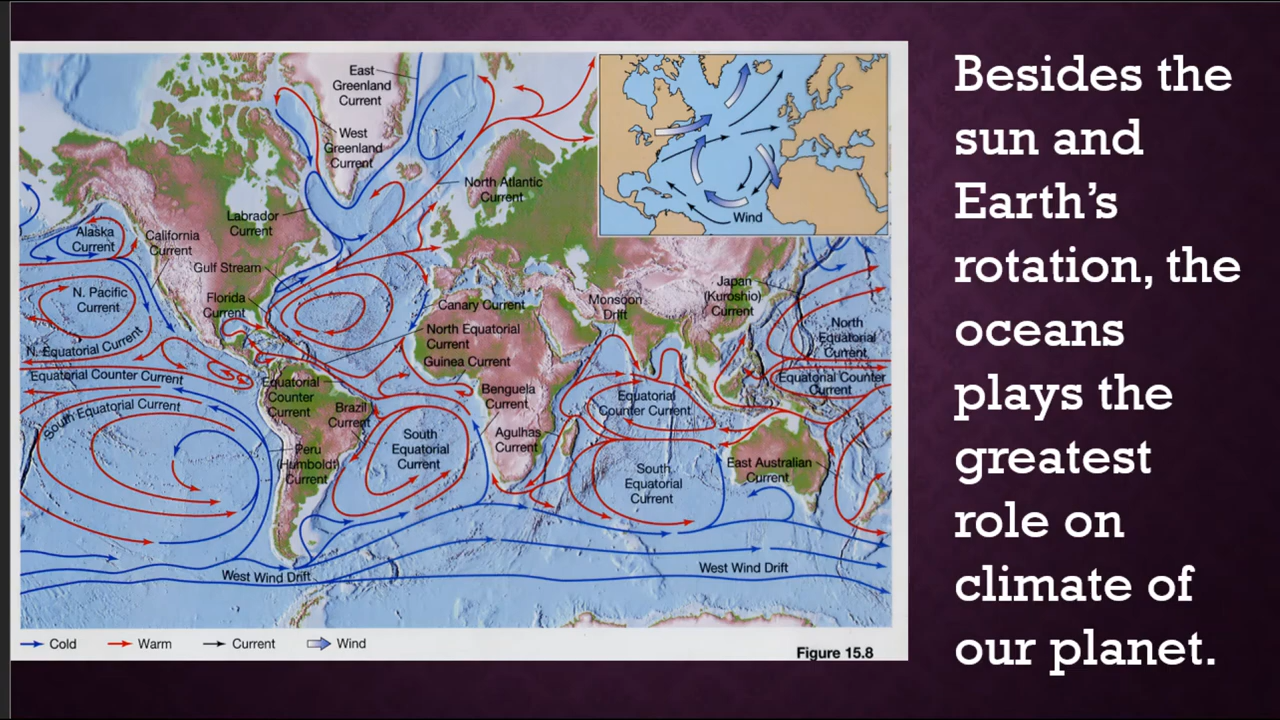 East
Greenland
Current
West
Greenland
Current
North Atlantic
Current
Labrador
Current
Alaska
Current
California
Current
Gulf Stream
N. Pacific
Current
Florida
Current
N. Equatorial Current
Equatorial Counter Current
South Equatorial Current
Canary Current
North Equatorial
Current
Guinea Current
Equatorial
Counter
Current
Brazil
Current
Peru
(Humboldt)
Current
South
Equatorial
Current
Benguela
Current
Agulhas
Current
Monsoon
Drift
Japan
(Kuroshio)
Current
North
Equatorial
Current
Equatorial Counter
Current
Equatorial
Counter Current
South
Equatorial
Current
East Australian
Current
West Wind Drift
West Wind Drift
Wind
Cold
Warm
Current
Wind
Figure 15.8
Besides the
sun and
Earth’s
rotation, the
oceans
plays the
greatest
role on
climate of
our planet.